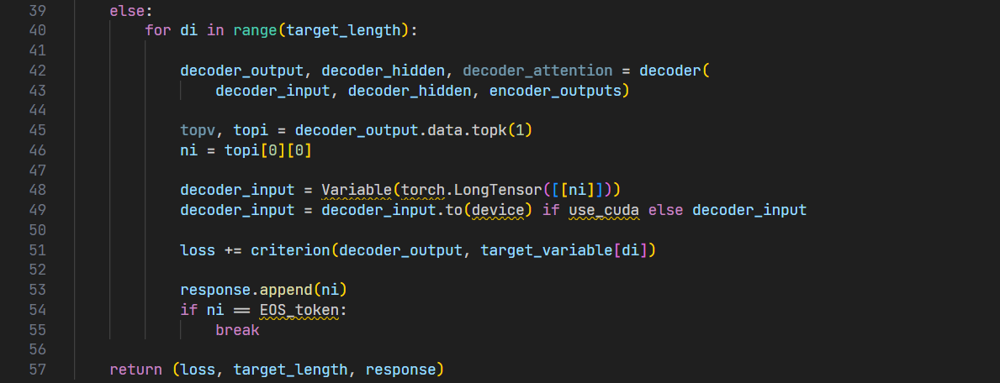 39 else:
40 for di in range(target_length):
41
42 decoder_output, decoder_hidden, decoder_attention = decoder(
43 decoder_input, decoder_hidden, encoder_outputs)
44
45 topv, topi = decoder_output.data.topk(1)
46 ni = topi[0][0]
47
48 decoder_input = Variable(torch.LongTensor([[ni]]))
49 decoder_input = decoder_input.to(device) if use_cuda else decoder_input
50
51 loss += criterion(decoder_output, target_variable[di])
52
53 response.append(ni)
54 if ni == EOS_token:
55 break
56
57 return (loss, target_length, response)